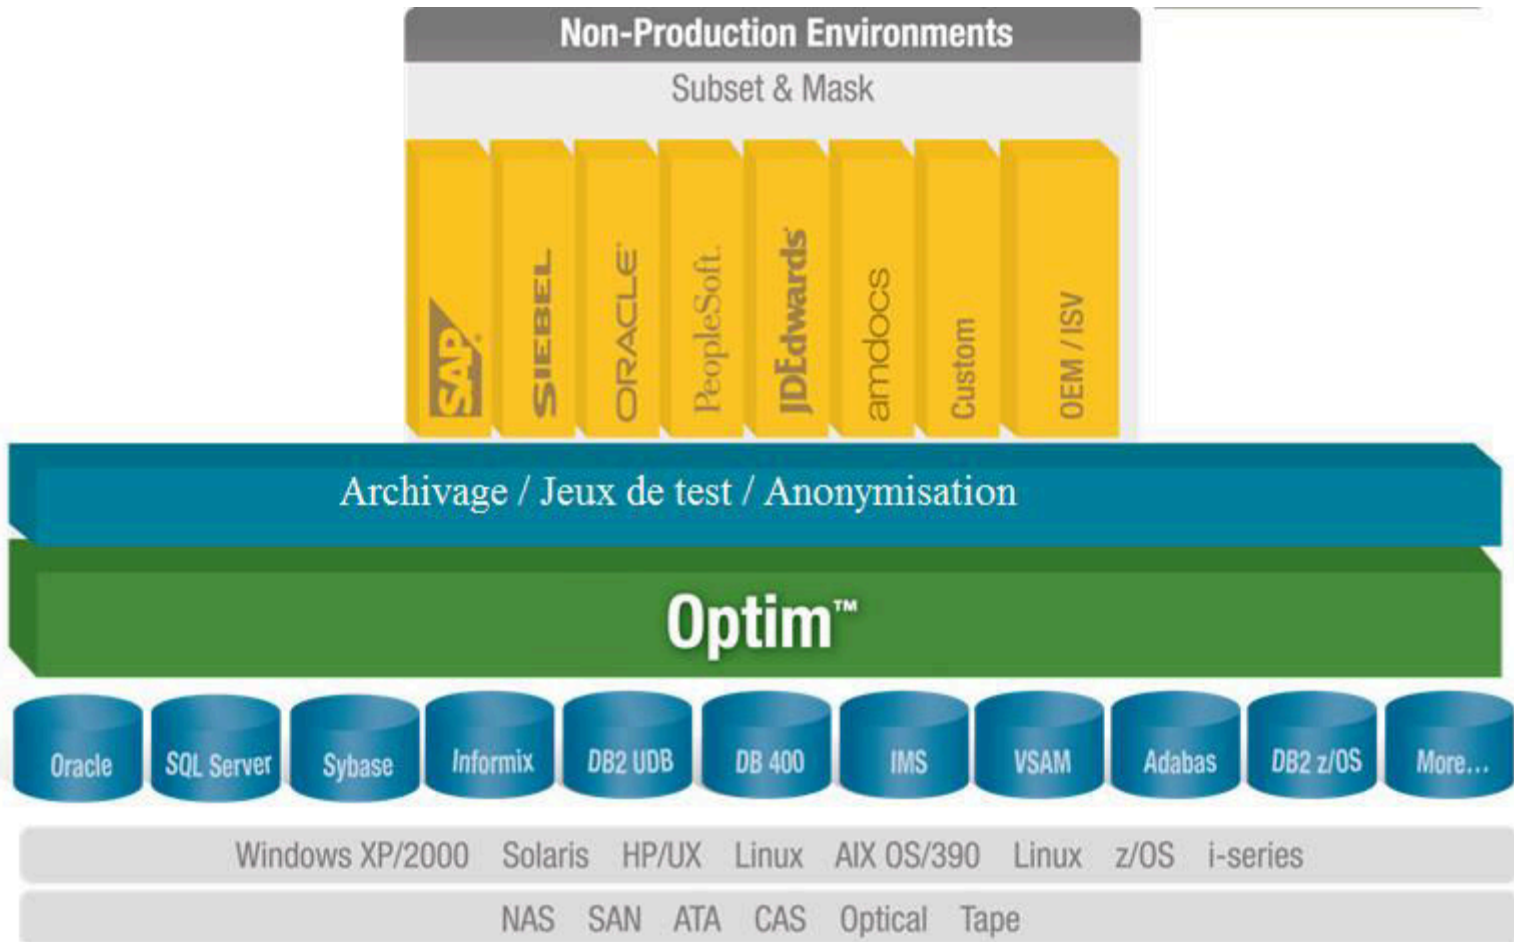 Non-Production Environments
Subset & Mask
SAP®
SIEBEL
ORACLE
PeopleSoft.
JDEdwards
amdocs
Custom
OEM / ISV
Archivage / Jeux de test / Anonymisation
Optim™
Oracle
SQL Server
Sybase
Informix
DB2 UDB
DB 400
IMS
VSAM
Adabas
DB2 z/OS
More...
Windows XP/2000 Solaris HP/UX Linux AIX OS/390 Linux z/OS i-series
NAS SAN ATA CAS Optical Tape